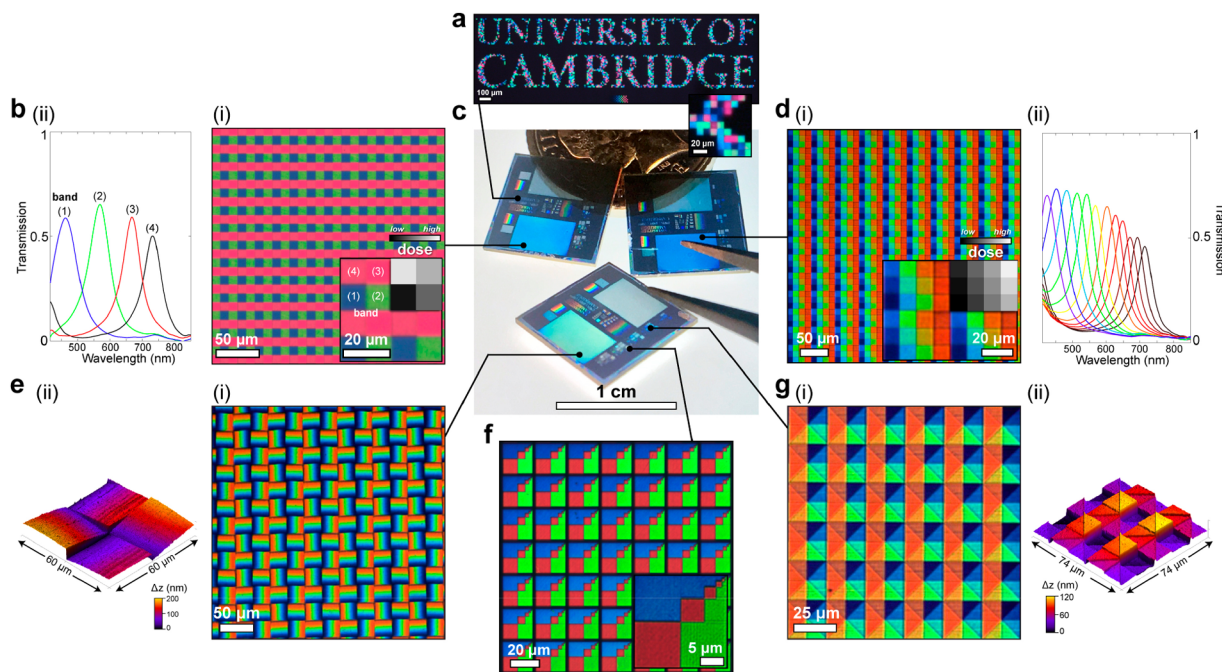 a
UNIVERSITY OF
CAMBRIDGE
100 µm
b
(ii)
(i)
1
0.5
0
Transmission
band
(1)
(2)
(3)
(4)
500 600 700 800
Wavelength (nm)
low high
dose
(4) (3)
(1) (2)
band
50 µm
20 µm
c
20 µm
1 cm
d
(i)
(ii)
low high
dose
50 µm
20 µm
1
0.5
0
Transmission
500 600 700 800
Wavelength (nm)
e
(ii)
(i)
60 µm
60 µm
Δz (nm)
200
100
0
50 µm
f
20 µm
5 µm
g
(i)
(ii)
25 µm
74 µm
74 µm
Δz (nm)
120
60
0